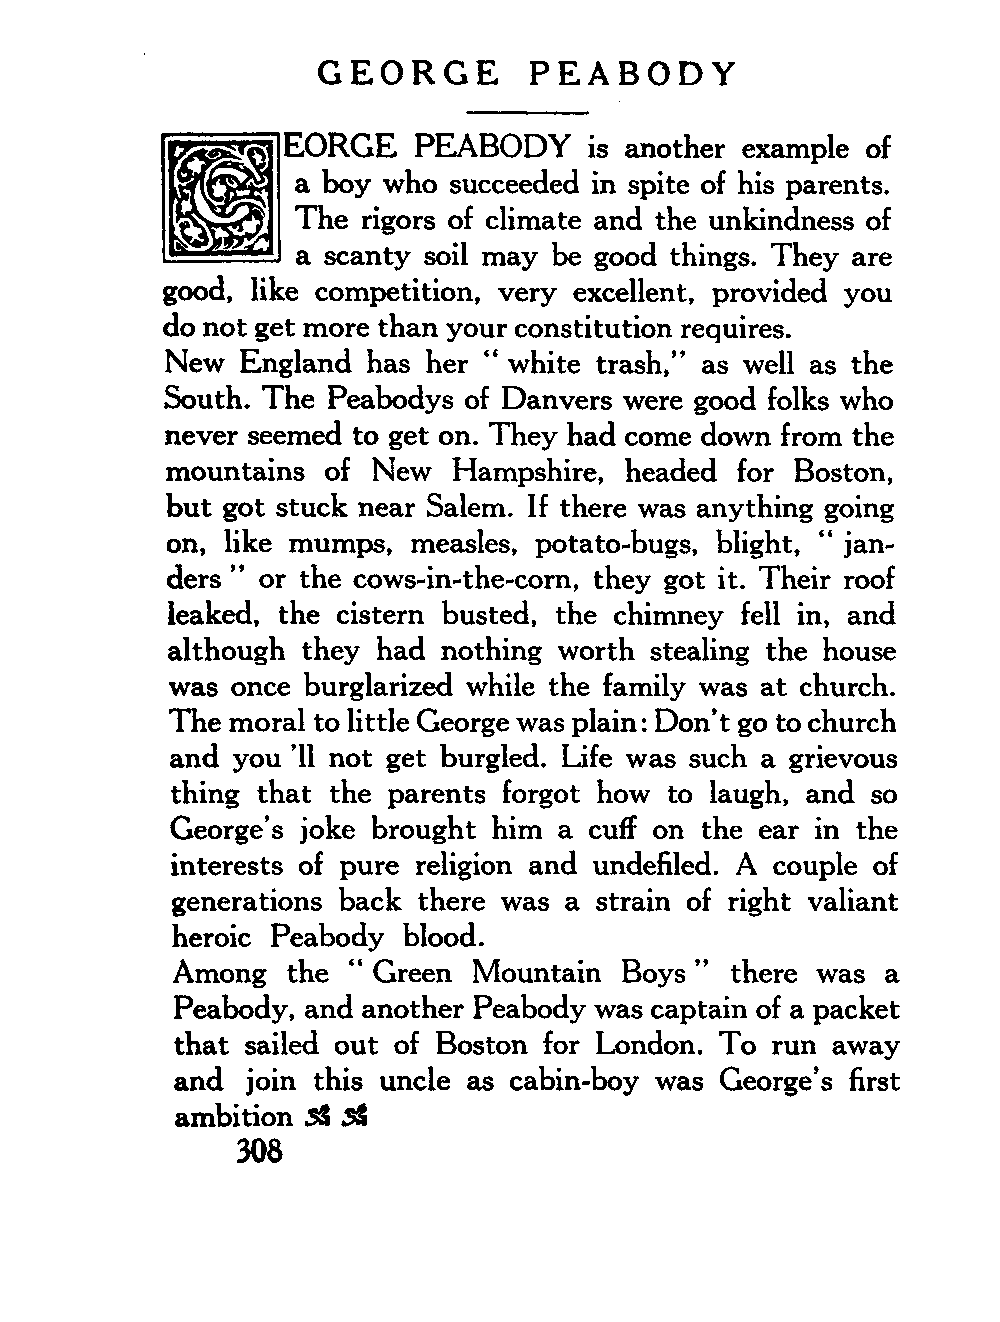 GEORGE PEABODY
GEORGE PEABODY is another example of
a boy who succeeded in spite of his parents.
The rigors of climate and the unkindness of
a scanty soil may be good things. They are
good, like competition, very excellent, provided you
do not get more than your constitution requires.
New England has her “ white trash,” as well as the
South. The Peabodys of Danvers were good folks who
never seemed to get on. They had come down from the
mountains of New Hampshire, headed for Boston,
but got stuck near Salem. If there was anything going
on, like mumps, measles, potato-bugs, blight, “ jan-
ders ” or the cows-in-the-corn, they got it. Their roof
leaked, the cistern busted, the chimney fell in, and
although they had nothing worth stealing the house
was once burglarized while the family was at church.
The moral to little George was plain: Don’t go to church
and you ’ll not get burgled. Life was such a grievous
thing that the parents forgot how to laugh, and so
George’s joke brought him a cuff on the ear in the
interests of pure religion and undefiled. A couple of
generations back there was a strain of right valiant
heroic Peabody blood.
Among the “ Green Mountain Boys ” there was a
Peabody, and another Peabody was captain of a packet
that sailed out of Boston for London. To run away
and join this uncle as cabin-boy was George’s first
ambition
308